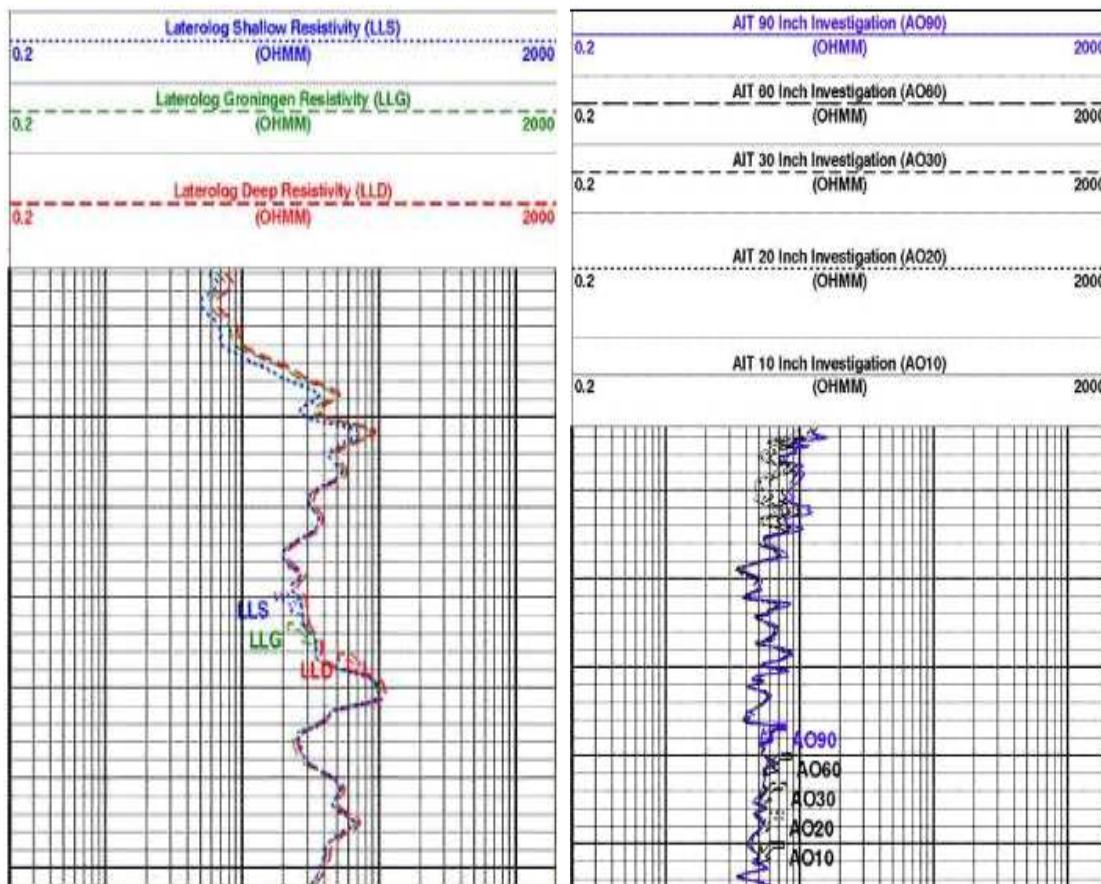 Laterolog Shallow Resistivity (LLS)
0.2 (OHMM) 2000
Laterolog Groningen Resistivity (LLG)
0.2 (OHMM) 2000
Laterolog Deep Resistivity (LLD)
0.2 (OHMM) 2000
LLS
LLG
LLD
AIT 90 Inch Investigation (AO90)
0.2 (OHMM) 2000
AIT 60 Inch Investigation (AO60)
0.2 (OHMM) 2000
AIT 30 Inch Investigation (AO30)
0.2 (OHMM) 2000
AIT 20 Inch Investigation (AO20)
0.2 (OHMM) 2000
AIT 10 Inch Investigation (AO10)
0.2 (OHMM) 2000
AO90
AO60
AO30
AO20
AO10